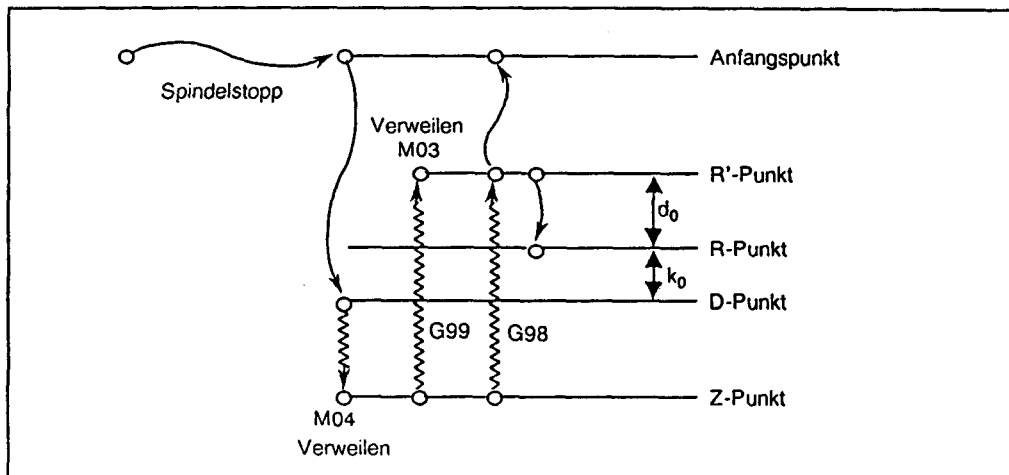 Anfangspunkt
Spindelstopp
Verweilen
M03
R'-Punkt
d₀
R-Punkt
k₀
D-Punkt
G99
G98
Z-Punkt
M04
Verweilen